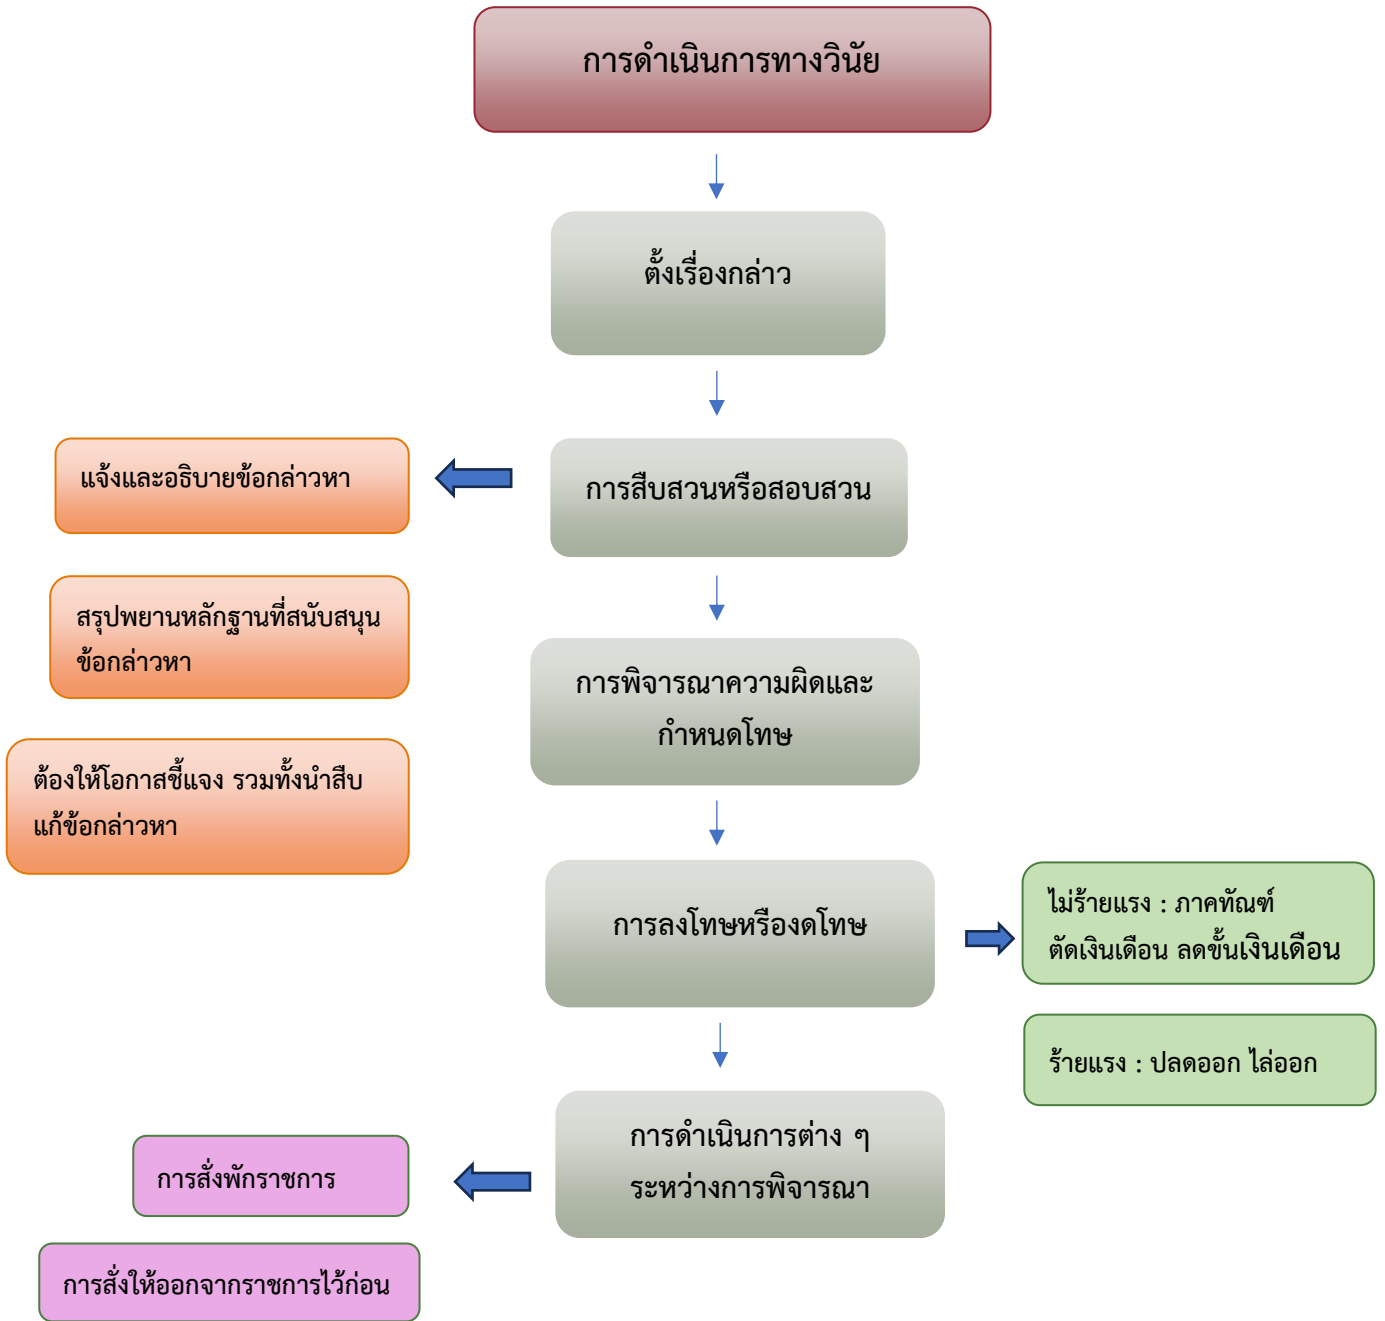 การดำเนินการทางวินัย
ตั้งเรื่องกล่าว
การสืบสวนหรือสอบสวน
แจ้งและอธิบายข้อกล่าวหา
สรุปพยานหลักฐานที่สนับสนุน
ข้อกล่าวหา
ต้องให้โอกาสชี้แจง รวมทั้งนำสืบ
แก้ข้อกล่าวหา
การพิจารณาความผิดและ
กำหนดโทษ
การลงโทษหรืองดโทษ
ไม่ร้ายแรง : ภาคทัณฑ์
ตัดเงินเดือน ลดขั้นเงินเดือน
ร้ายแรง : ปลดออก ไล่ออก
การดำเนินการต่าง ๆ
ระหว่างการพิจารณา
การสั่งพักราชการ
การสั่งให้ออกจากราชการไว้ก่อน